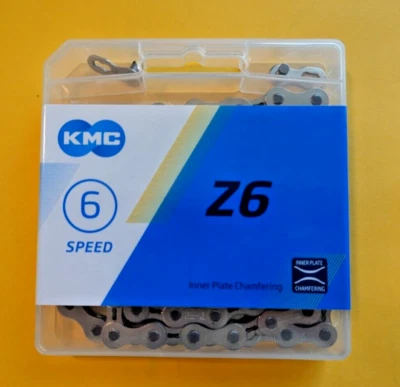 KMC
6
SPEED
Z6
Inner Plate Chamfering
INNER PLATE
CHAMFERING